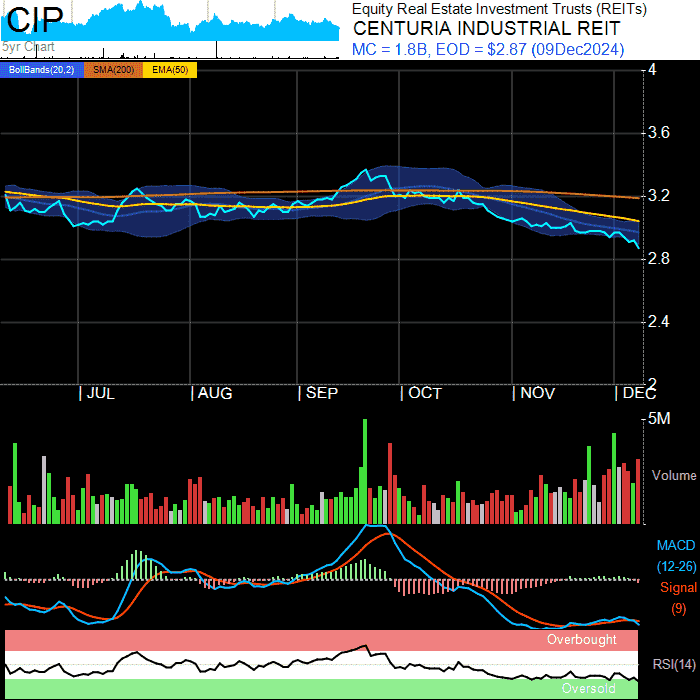 CIP
5yr Chart
Equity Real Estate Investment Trusts (REITs)
CENTURIA INDUSTRIAL REIT
MC = 1.8B, EOD = $2.87 (09Dec2024)
BollBands(20,2) SMA(200) EMA(50)
4
3.6
3.2
2.8
2.4
2
| JUL | AUG | SEP | OCT | NOV | DEC
5M
Volume
MACD
(12-26)
Signal
(9)
Overbought
RSI(14)
Oversold